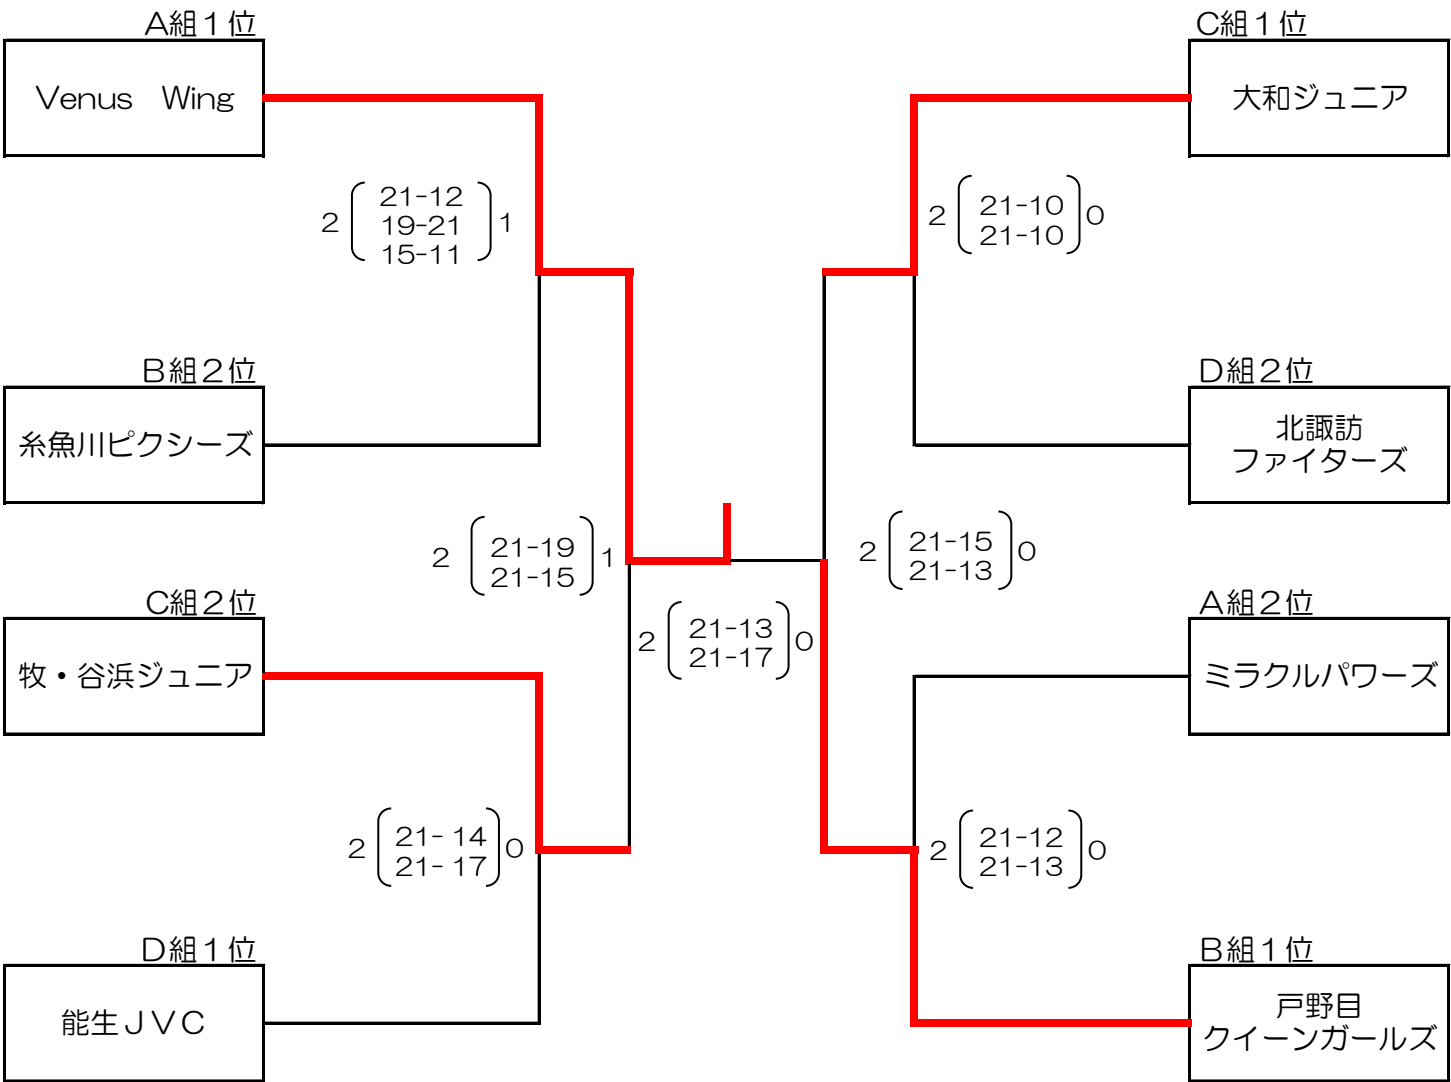 A組１位
Venus　Wing
2
21-12
19-21
15-11
1
B組２位
糸魚川ピクシーズ
2
21-19
21-15
1
C組２位
牧・谷浜ジュニア
2
21- 14
21- 17
0
D組１位
能生ＪＶＣ
2
21-13
21-17
0
C組１位
大和ジュニア
2
21-10
21-10
0
D組２位
北諏訪
ファイターズ
2
21-15
21-13
0
A組２位
ミラクルパワーズ
2
21-12
21-13
0
B組１位
戸野目
クイーンガールズ